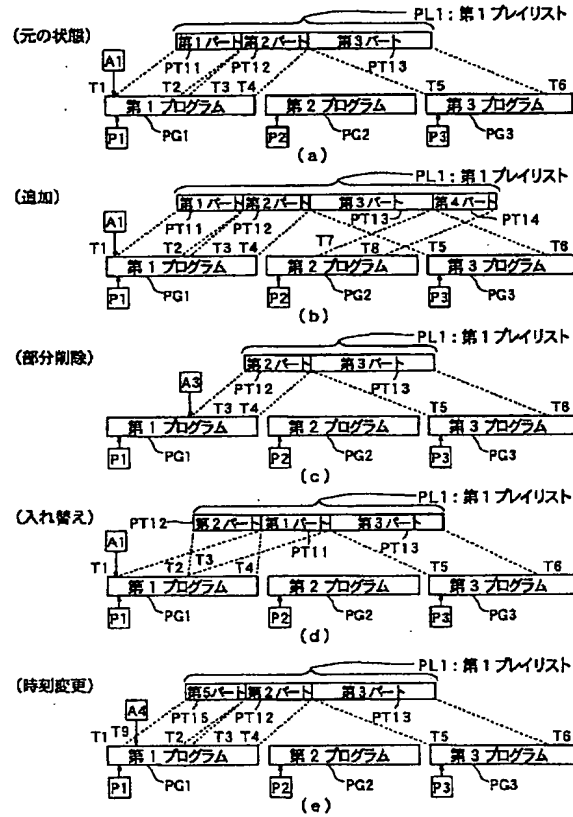 PL1:第1プレイリスト
(元の状態)
第1パート 第2パート 第3パート
A1
PT11 PT12 PT13
T1 T2 T3 T4 T5 T6
第1プログラム 第2プログラム 第3プログラム
P1 PG1 P2 PG2 P3 PG3
(a)
PL1:第1プレイリスト
(追加)
第1パート 第2パート 第3パート 第4パート
A1
PT11 PT12 PT13 PT14
T1 T2 T3 T4 T7 T8 T5 T6
第1プログラム 第2プログラム 第3プログラム
P1 PG1 P2 PG2 P3 PG3
(b)
PL1:第1プレイリスト
(部分削除)
第2パート 第3パート
A3
PT12 PT13
T3 T4 T5 T6
第1プログラム 第2プログラム 第3プログラム
P1 PG1 P2 PG2 P3 PG3
(c)
PL1:第1プレイリスト
(入れ替え)
PT12 第2パート 第1パート 第3パート
A1
PT11 PT13
T1 T2 T3 T4 T5 T6
第1プログラム 第2プログラム 第3プログラム
P1 PG1 P2 PG2 P3 PG3
(d)
PL1:第1プレイリスト
(時刻変更)
第5パート 第2パート 第3パート
A4
PT15 PT12 PT13
T1 T9 T2 T3 T4 T5 T6
第1プログラム 第2プログラム 第3プログラム
P1 PG1 P2 PG2 P3 PG3
(e)